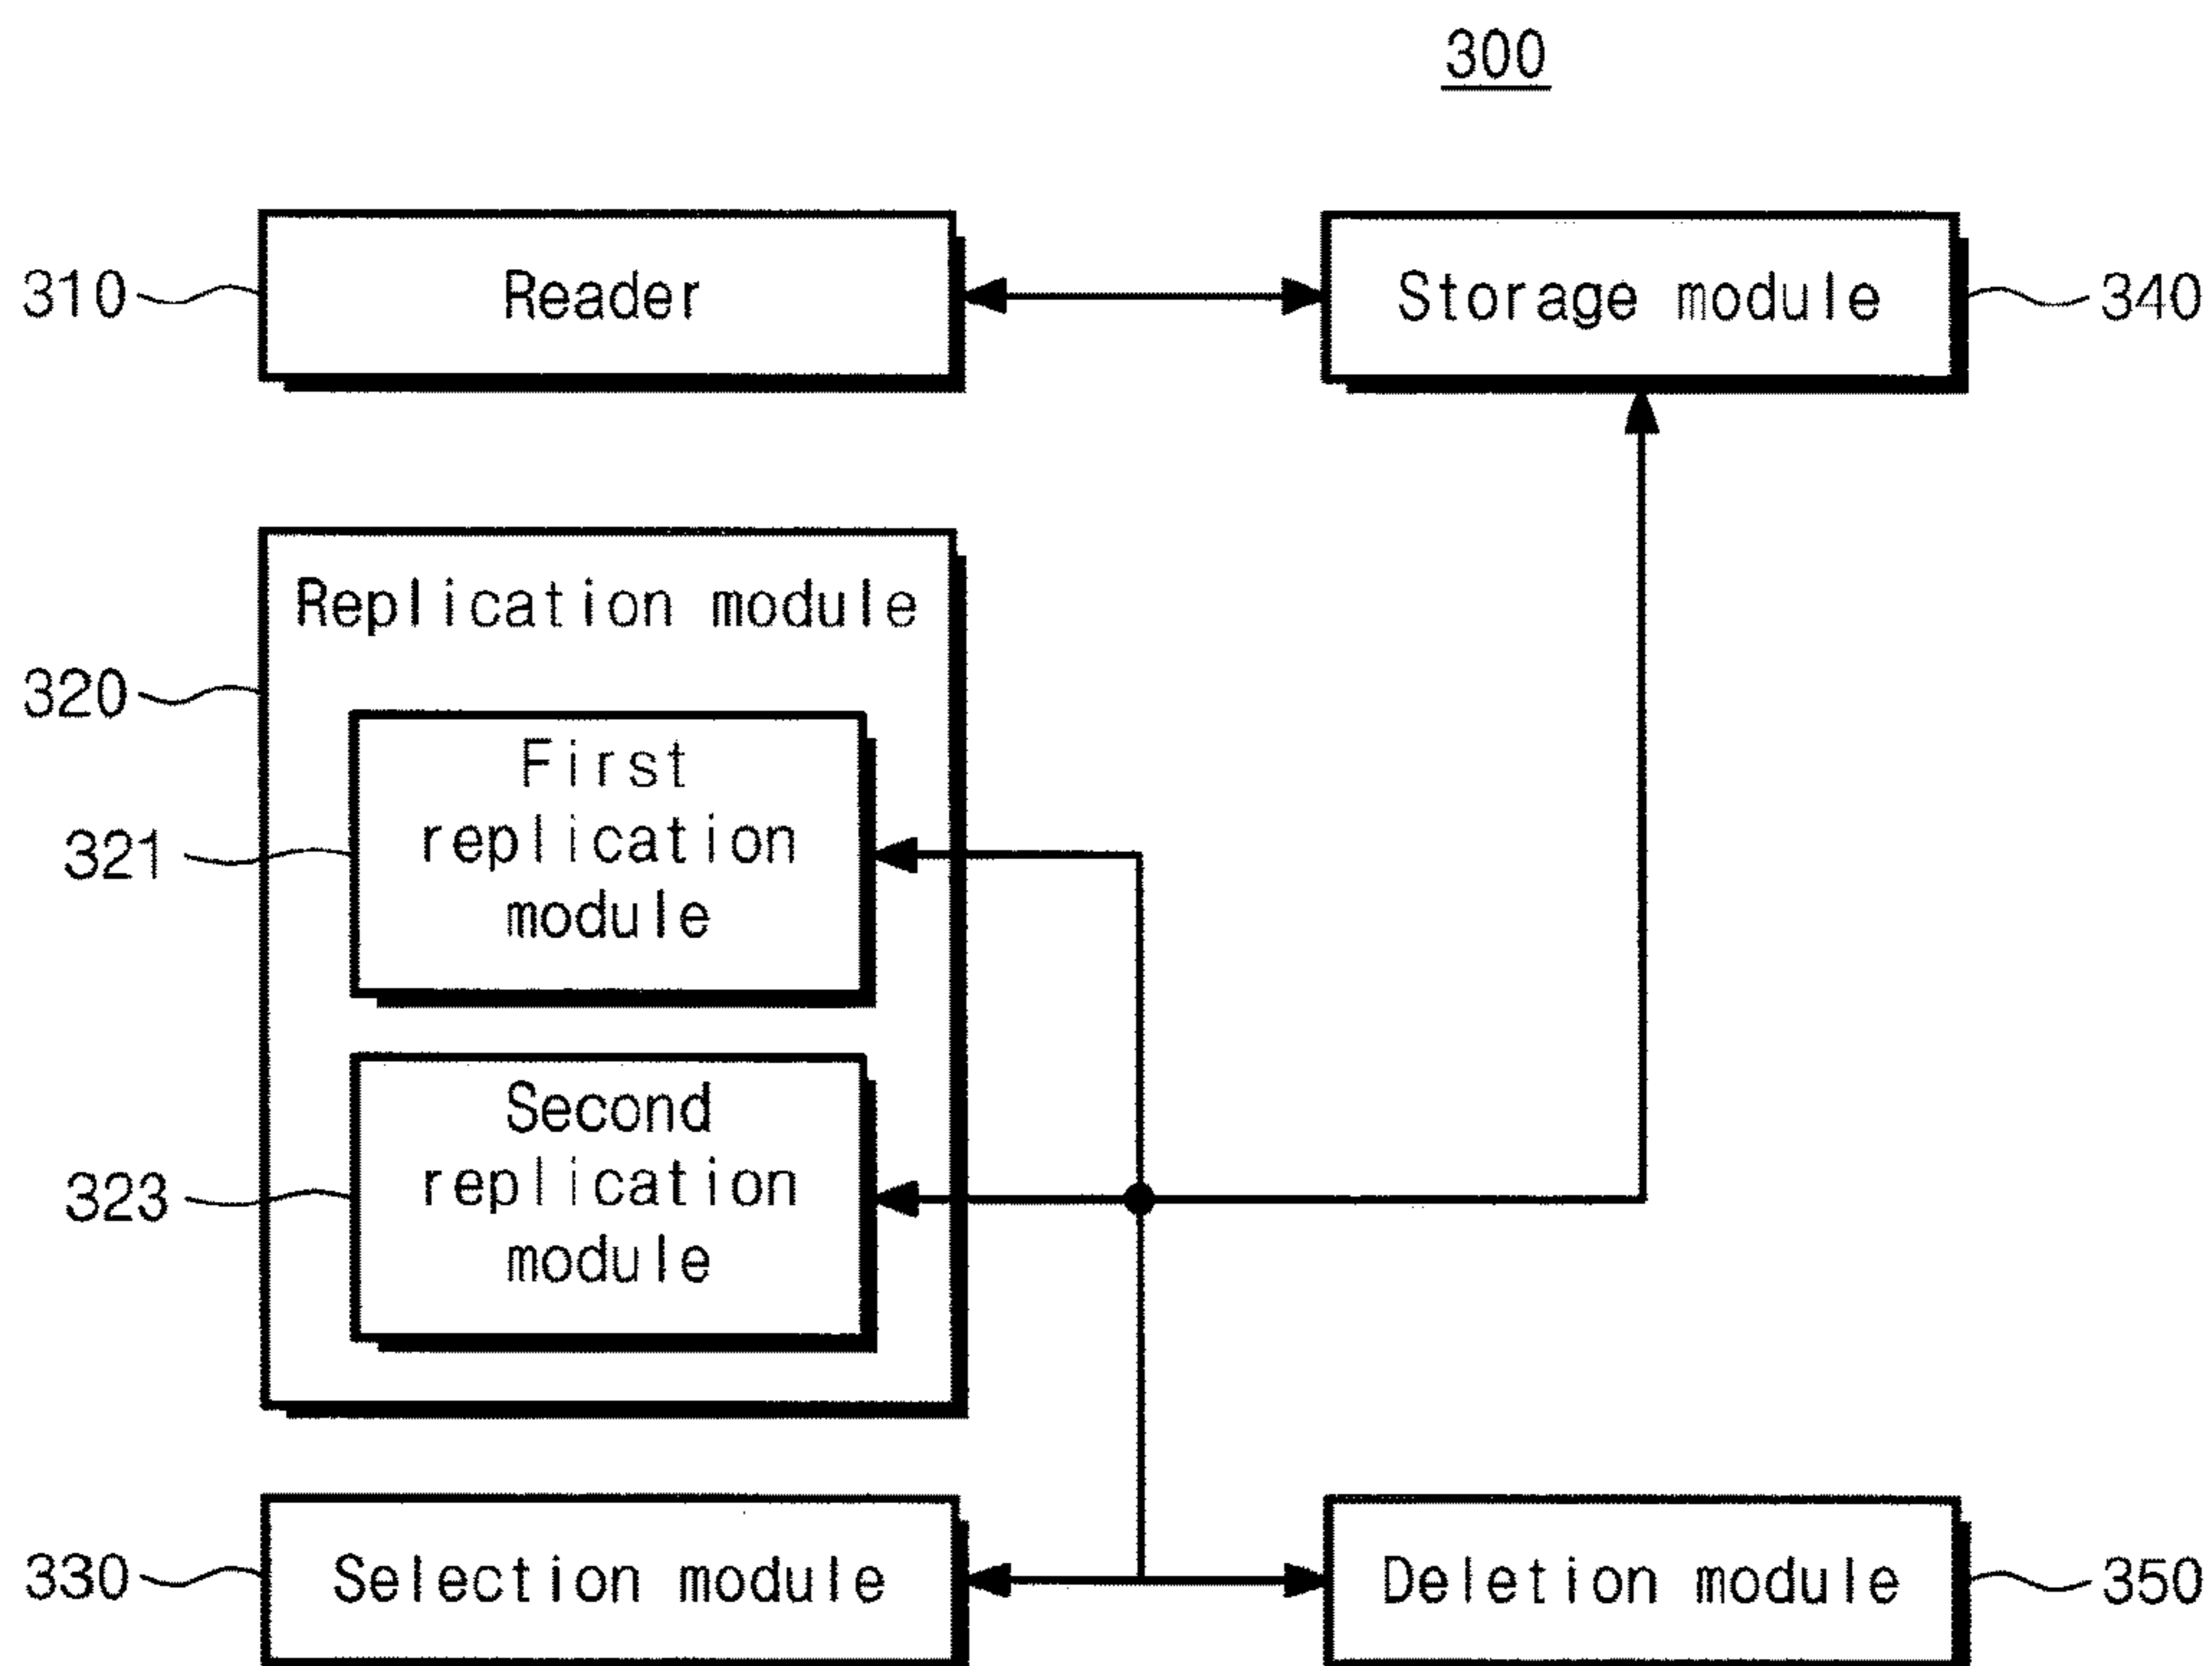 300
310
Reader
Storage module
340
Replication module
320
First
replication
module
321
Second
replication
module
323
330
Selection module
Deletion module
350